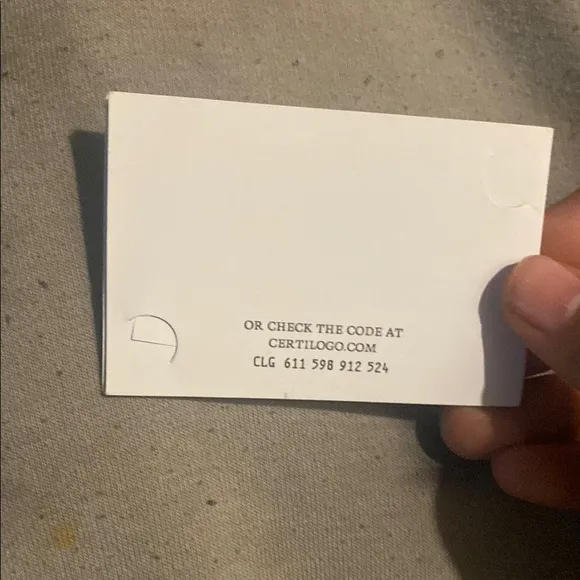 OR CHECK THE CODE AT
CERTILOGO.COM
CLG 611 598 912 524